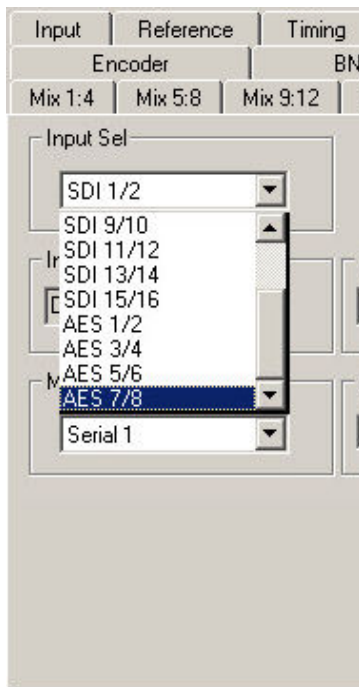 Input Reference Timing
Encoder BN
Mix 1:4 Mix 5:8 Mix 9:12
Input Sel
SDI 1/2
SDI 9/10
SDI 11/12
SDI 13/14
SDI 15/16
AES 1/2
AES 3/4
AES 5/6
AES 7/8
Serial 1